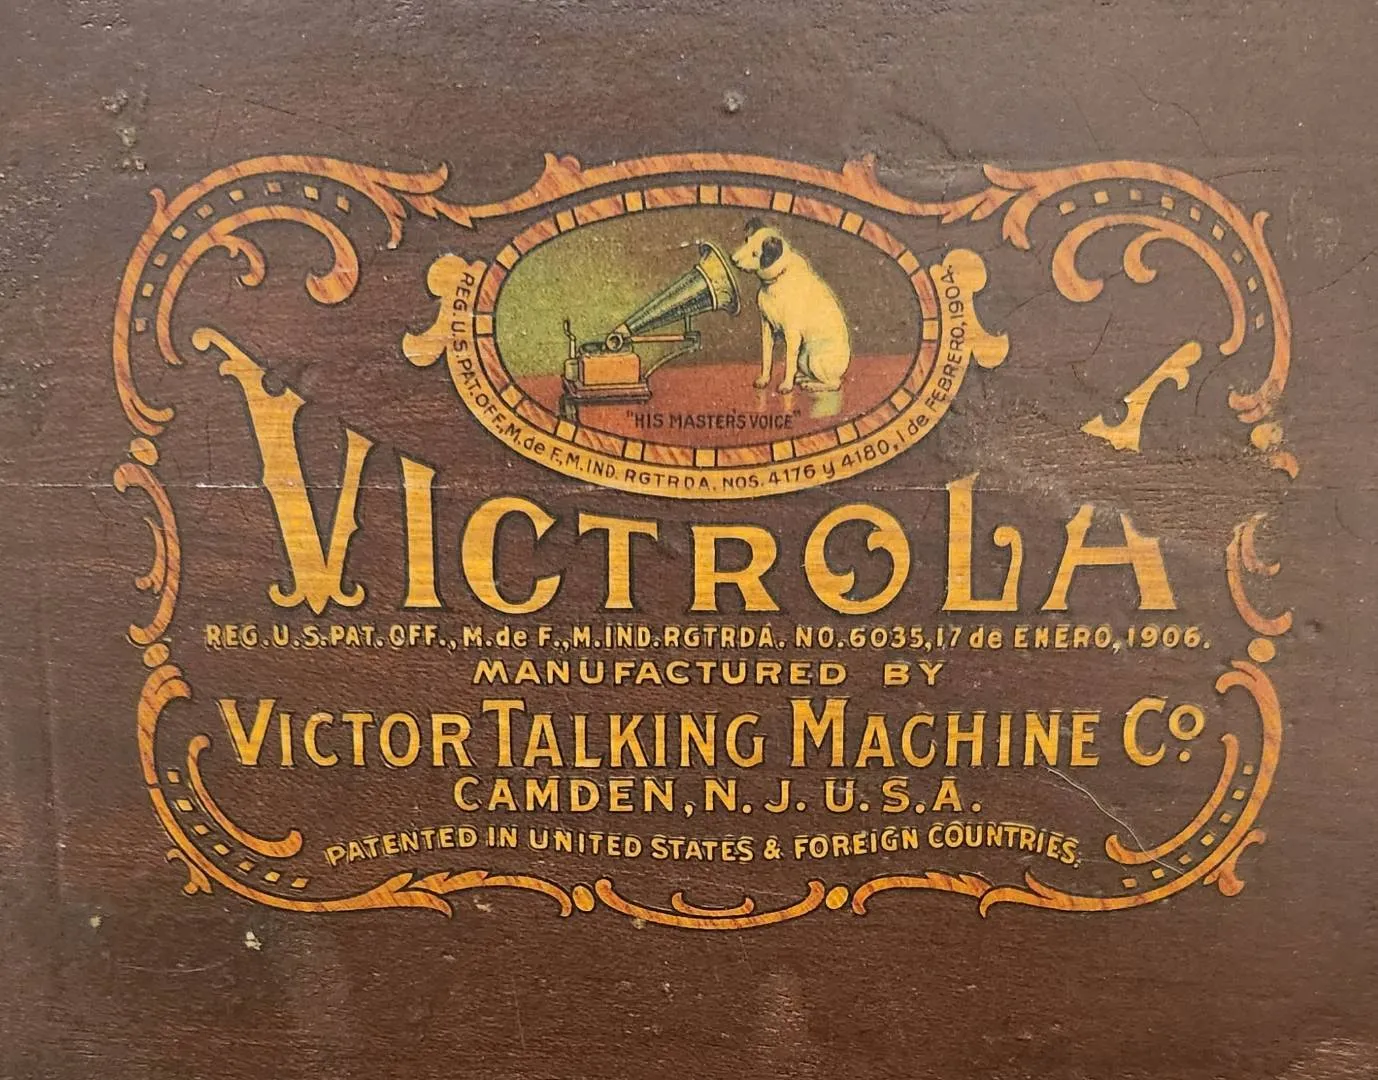 "HIS MASTER'S VOICE"
REG. U.S. PAT. OFF., M. de F., M. IND. RGTRDA. NOS. 4176 y 4180, 1 de FEBRERO, 1904.
VICTROLA
REG. U.S. PAT. OFF., M. de F., M. IND. RGTRDA. NO. 6035, 17 de ENERO, 1906.
MANUFACTURED BY
VICTOR TALKING MACHINE Co.
CAMDEN, N. J. U. S. A.
PATENTED IN UNITED STATES & FOREIGN COUNTRIES.